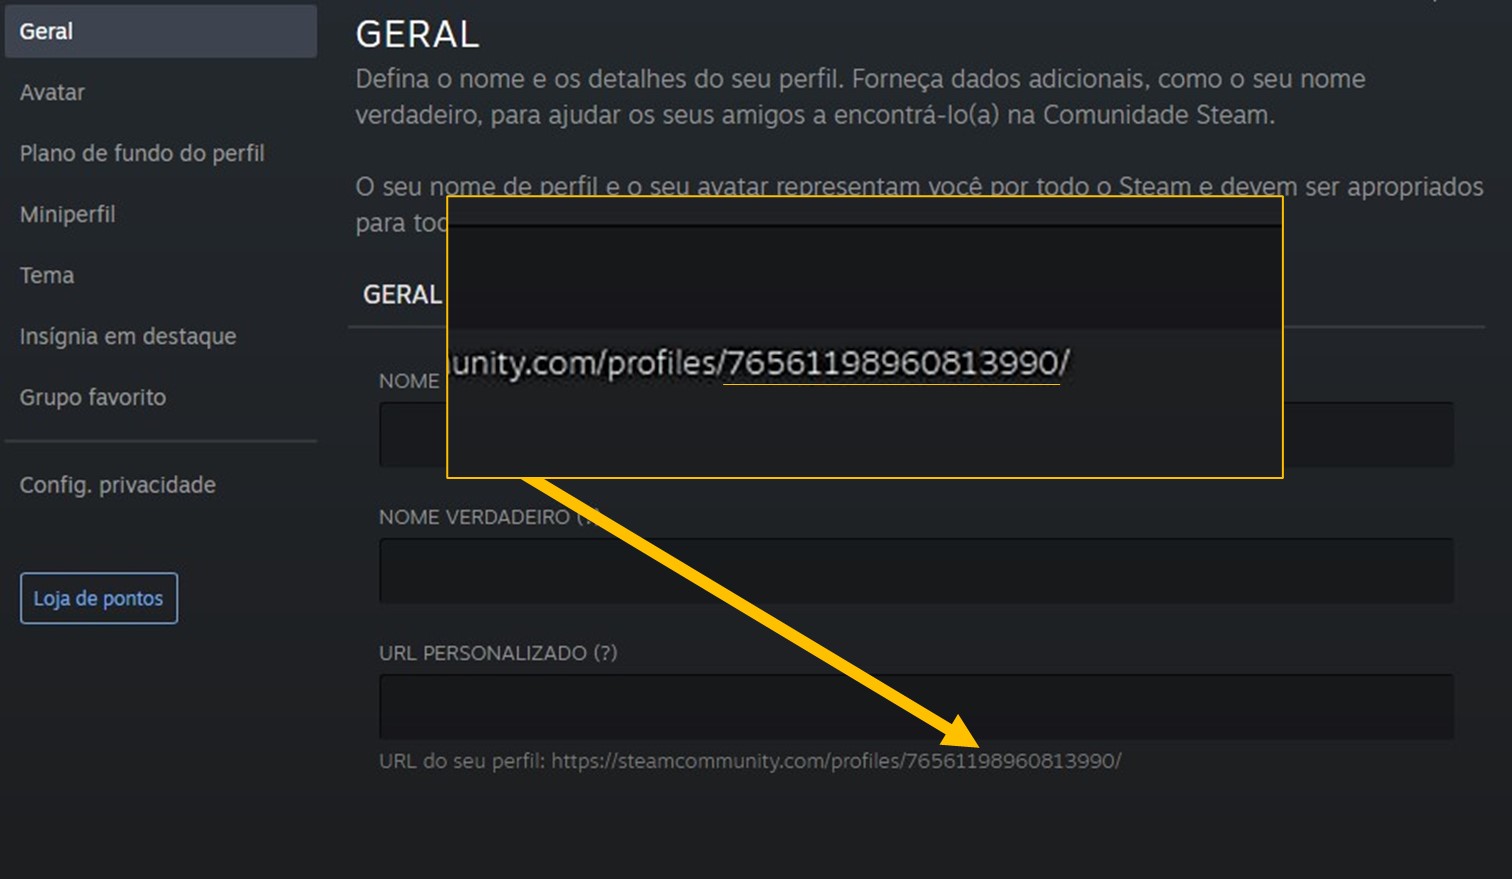 Geral
Avatar
Plano de fundo do perfil
Miniperfil
Tema
Insígnia em destaque
Grupo favorito
Config. privacidade
Loja de pontos
GERAL
Defina o nome e os detalhes do seu perfil. Forneça dados adicionais, como o seu nome
verdadeiro, para ajudar os seus amigos a encontrá-lo(a) na Comunidade Steam.
O seu nome de perfil e o seu avatar representam você por todo o Steam e devem ser apropriados
para
GERAL
unity.com/profiles/76561198960813990/
NOME
NOME VERDADEIRO (?)
URL PERSONALIZADO (?)
URL do seu perfil: https://steamcommunity.com/profiles/76561198960813990/